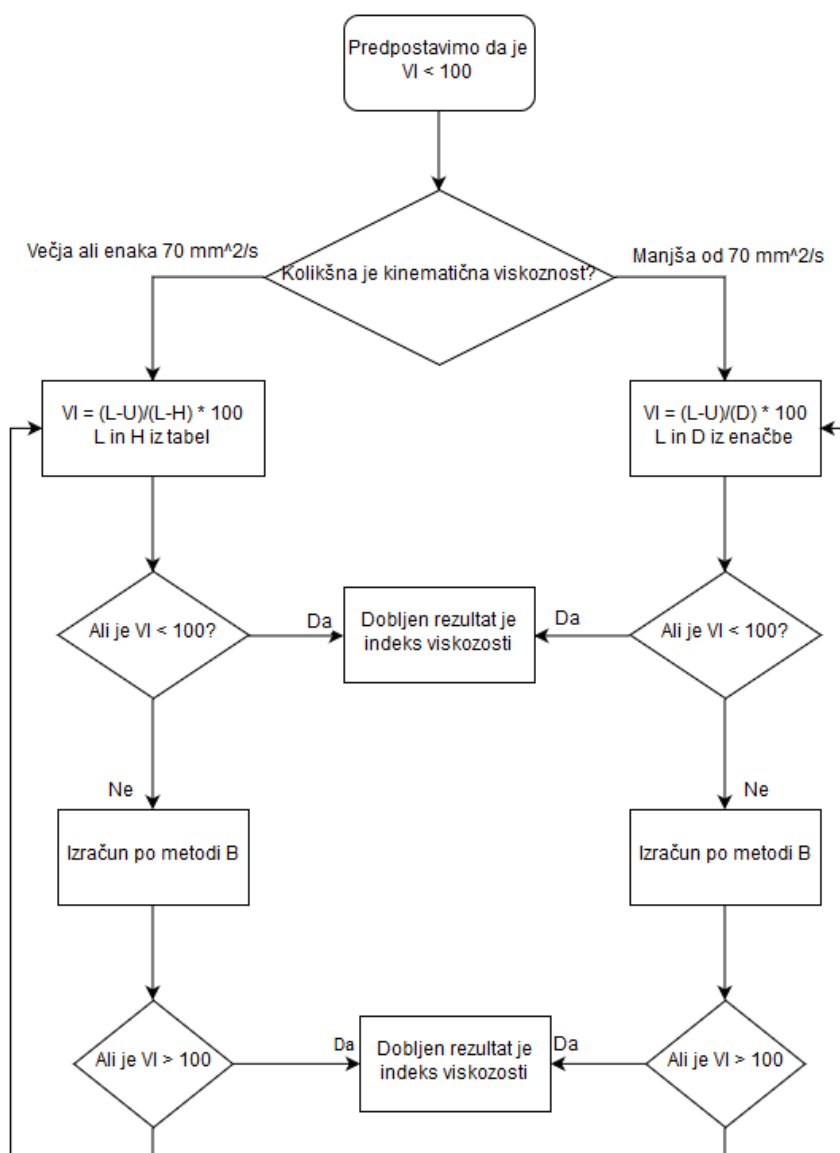 Predpostavimo da je
VI < 100
Večja ali enaka 70 mm^2/s
Kolikšna je kinematična viskoznost?
Manjša od 70 mm^2/s
VI = (L-U)/(L-H) * 100
L in H iz tabel
VI = (L-U)/(D) * 100
L in D iz enačbe
Ali je VI < 100?
Da
Dobljen rezultat je
indeks viskozosti
Da
Ali je VI < 100?
Ne
Ne
Izračun po metodi B
Izračun po metodi B
Ali je VI > 100
Da
Dobljen rezultat je
indeks viskozosti
Da
Ali je VI > 100